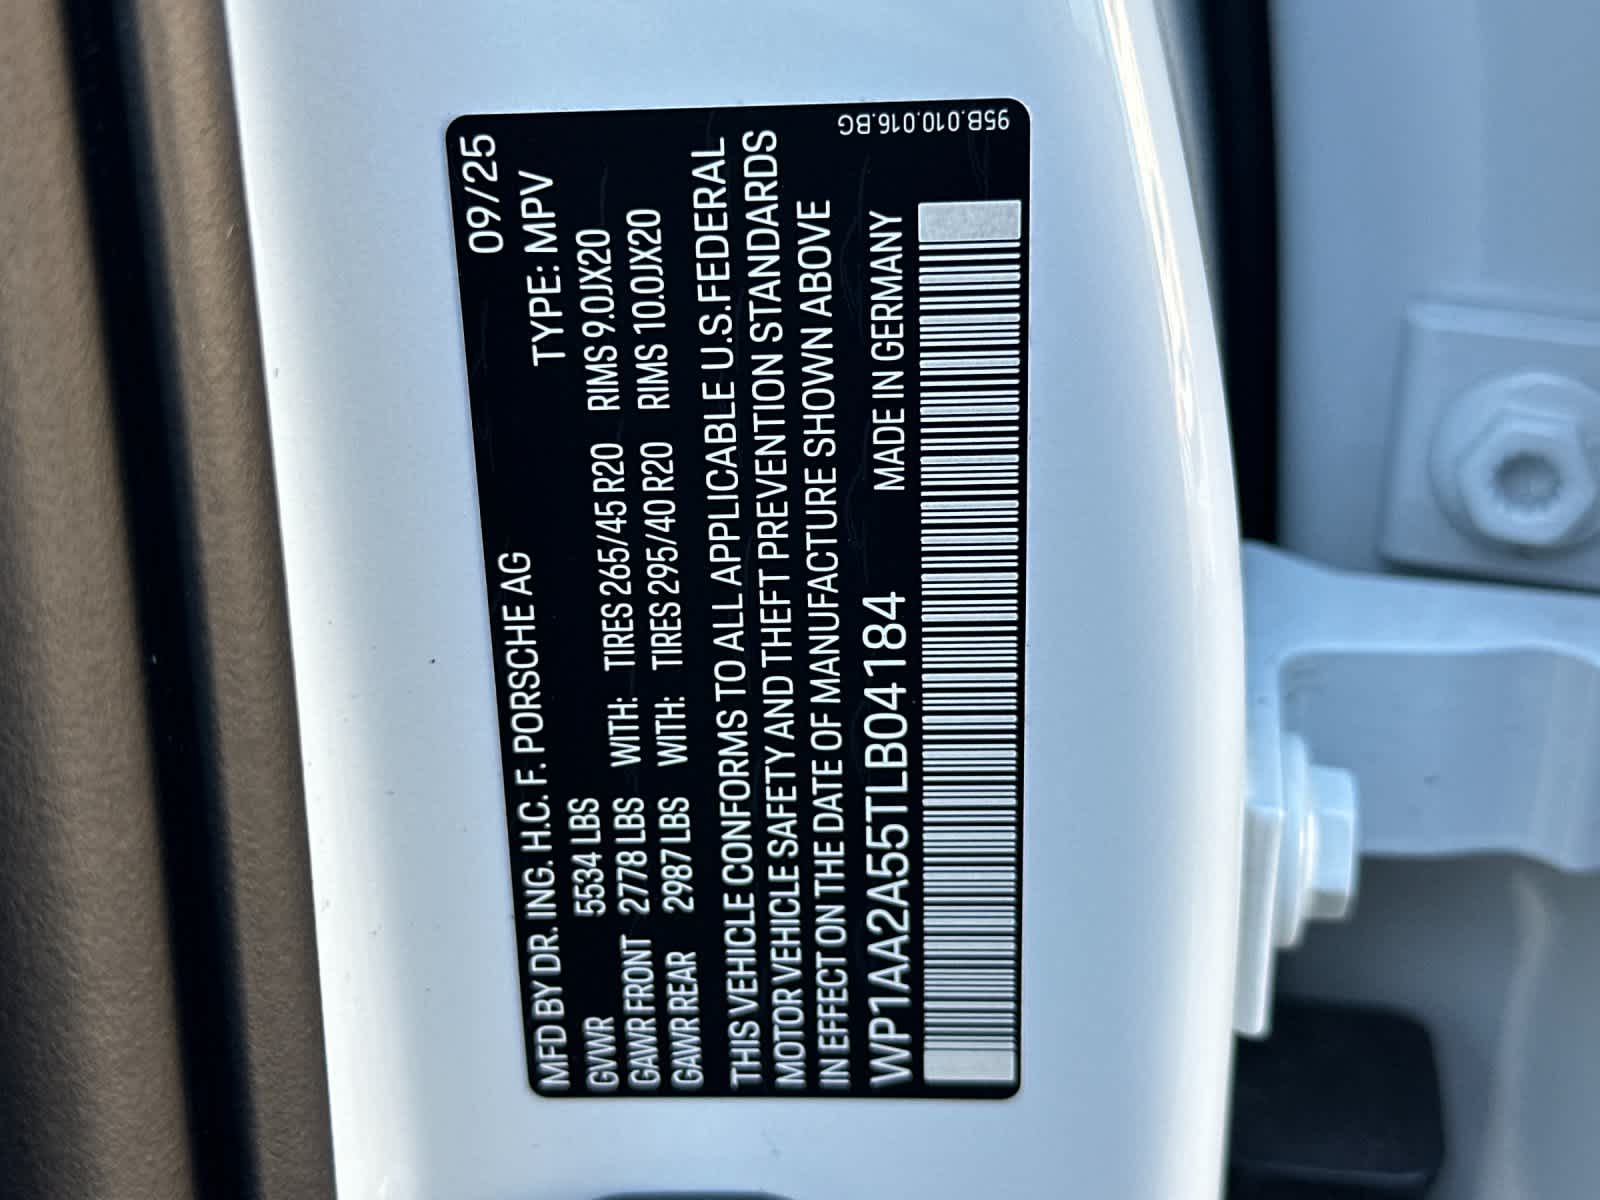 MFD BY DR. ING. H.C. F. PORSCHE AG 09/25
GVWR 5534 LBS TYPE: MPV
GAWR FRONT 2778 LBS WITH: TIRES 265/45 R20 RIMS 9.0JX20
GAWR REAR 2987 LBS WITH: TIRES 295/40 R20 RIMS 10.0JX20
THIS VEHICLE CONFORMS TO ALL APPLICABLE U.S.FEDERAL
MOTOR VEHICLE SAFETY AND THEFT PREVENTION STANDARDS
IN EFFECT ON THE DATE OF MANUFACTURE SHOWN ABOVE
WP1AA2A55TLB04184 MADE IN GERMANY
95B.010.016.BG